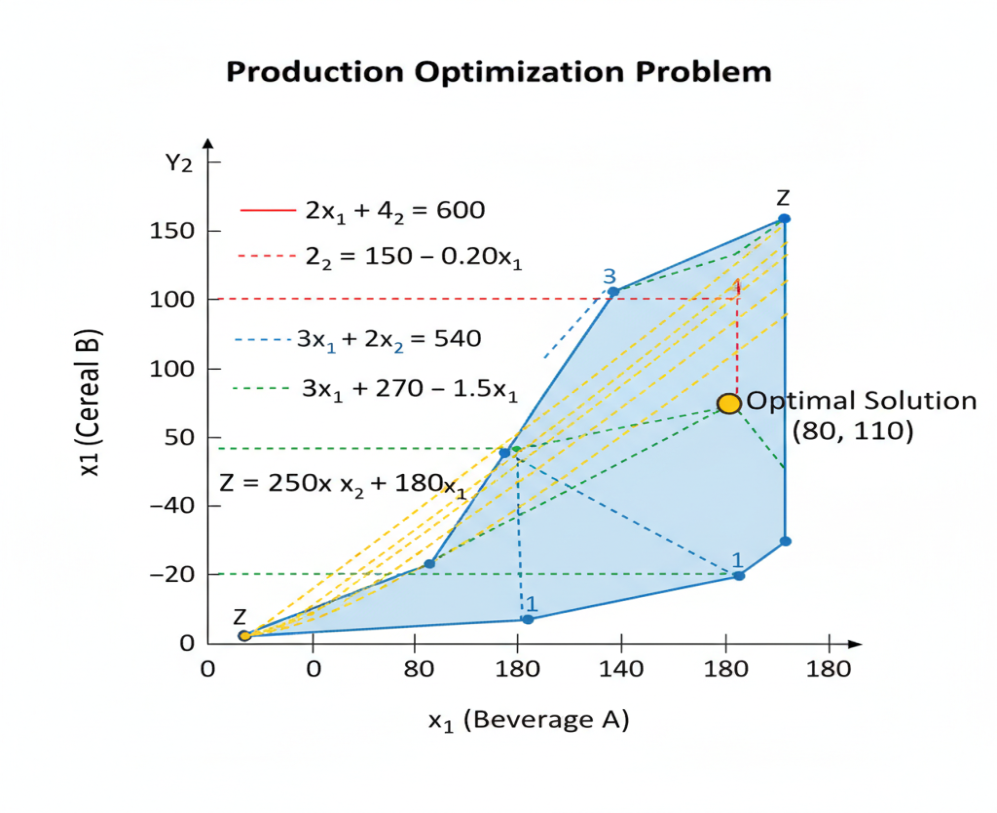 Production Optimization Problem
Y₂
2x₁ + 4₂ = 600
Z
150
2₂ = 150 – 0.20x₁
3
100
3x₁ + 2x₂ = 540
100
3x₁ + 270 – 1.5x₁
Optimal Solution
(80, 110)
x1 (Cereal B)
50
Z = 250x x₂ + 180x₁
–40
1
–20
1
Z
0
0 0 80 180 140 180 180
x₁ (Beverage A)